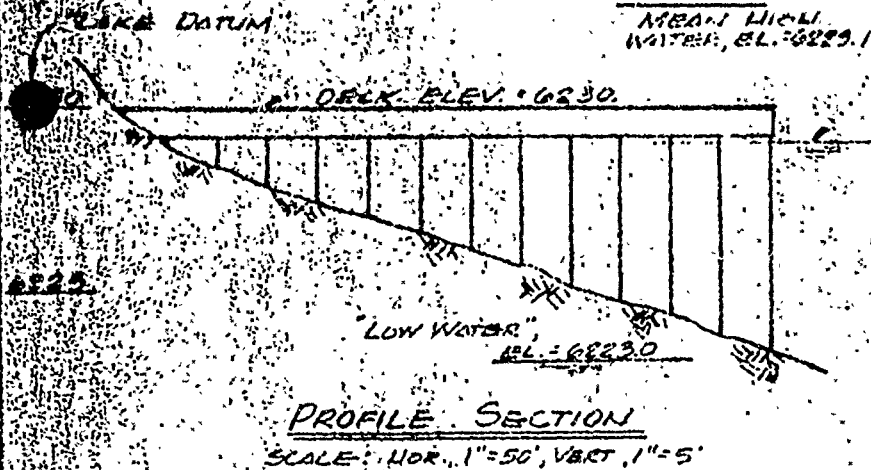 LAKE DATUM
MEAN HIGH
WATER, EL.=6229.1
DECK ELEV. 6230.
6225
"LOW WATER"
EL.=6223.0
PROFILE SECTION
SCALE: HOR., 1"=50', VERT, 1"=5'